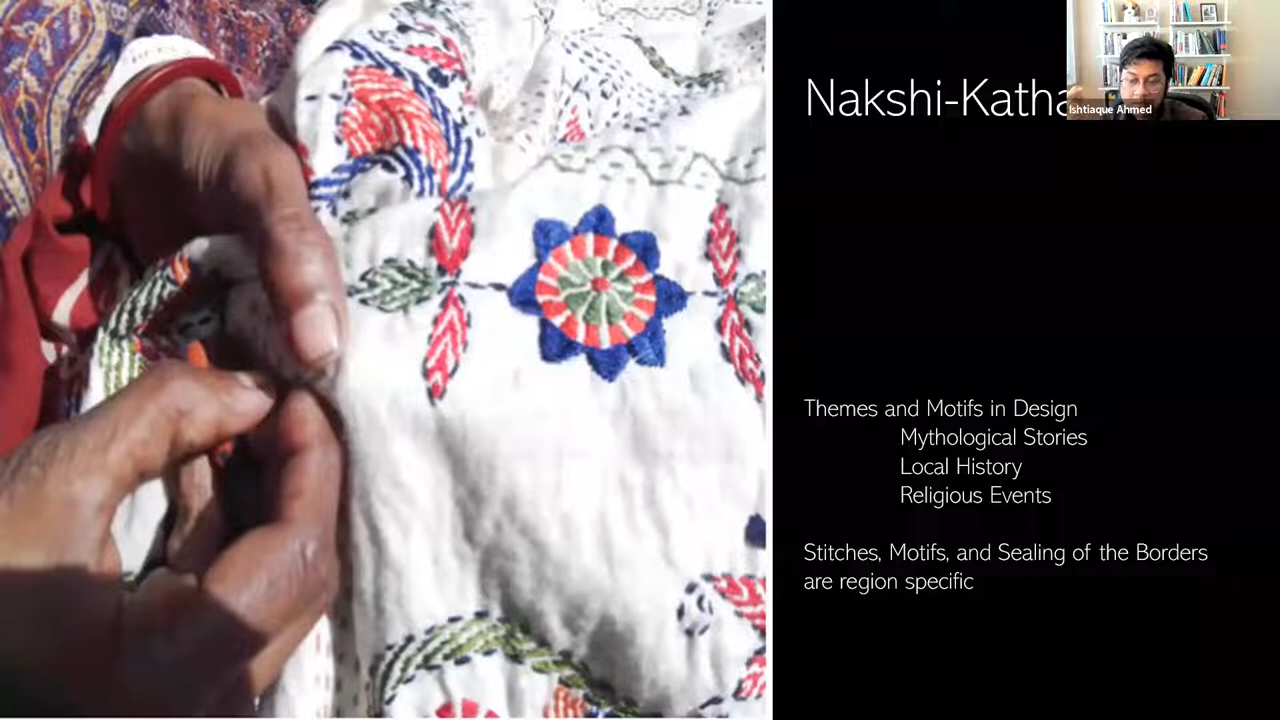 Nakshi-Katha
Ishtiaque Ahmed
Themes and Motifs in Design
Mythological Stories
Local History
Religious Events
Stitches, Motifs, and Sealing of the Borders
are region specific